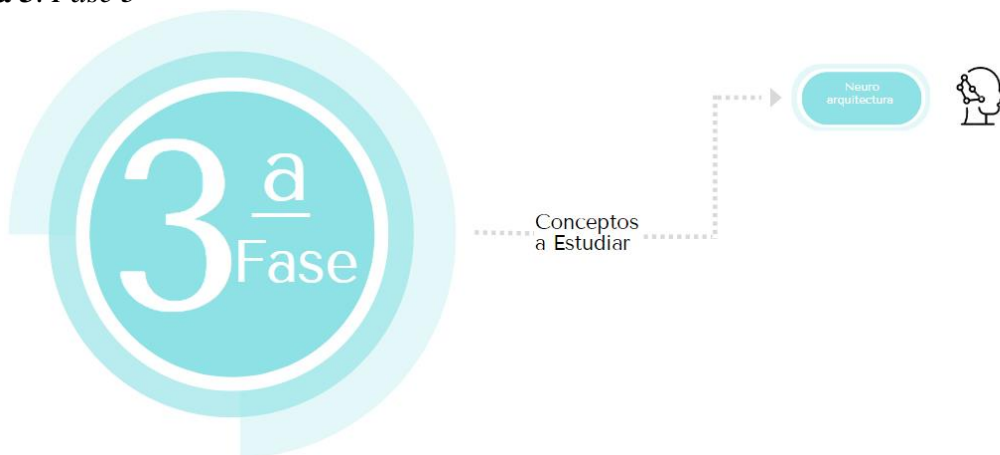 3 a
Fase
Conceptos
a Estudiar
Neuro
arquitectura